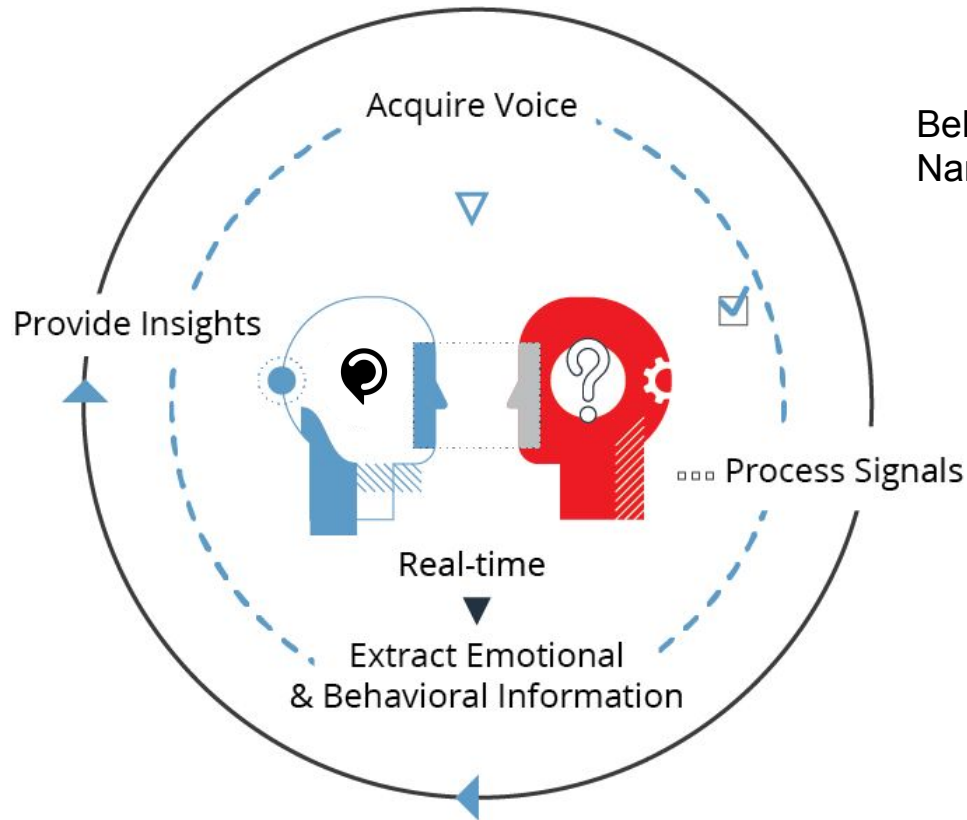 Acquire Voice
Provide Insights
Process Signals
Real-time
Extract Emotional
& Behavioral Information